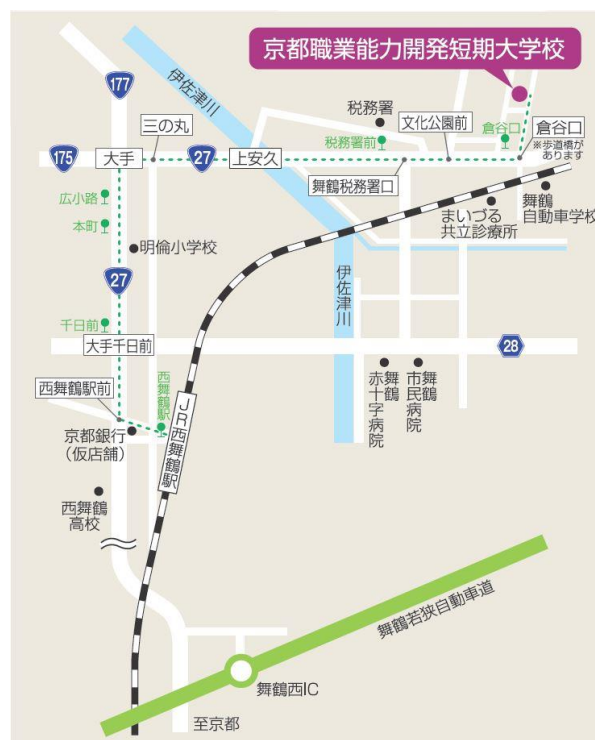 京都職業能力開発短期大学校
177
伊佐津川
税務署
三の丸
文化公園前
倉谷口
倉谷口
※歩道橋が
あります
税務署前
175
大手
27
上安久
舞鶴税務署口
広小路
本町
明倫小学校
まいづる
共立診療所
舞鶴
自動車学校
伊佐津川
27
千日前
大手千日前
28
西舞鶴駅前
西舞鶴駅
JR西舞鶴駅
舞鶴
赤十字病院
舞鶴
市民病院
京都銀行
(仮店舗)
西舞鶴
高校
舞鶴若狭自動車道
舞鶴西IC
至京都